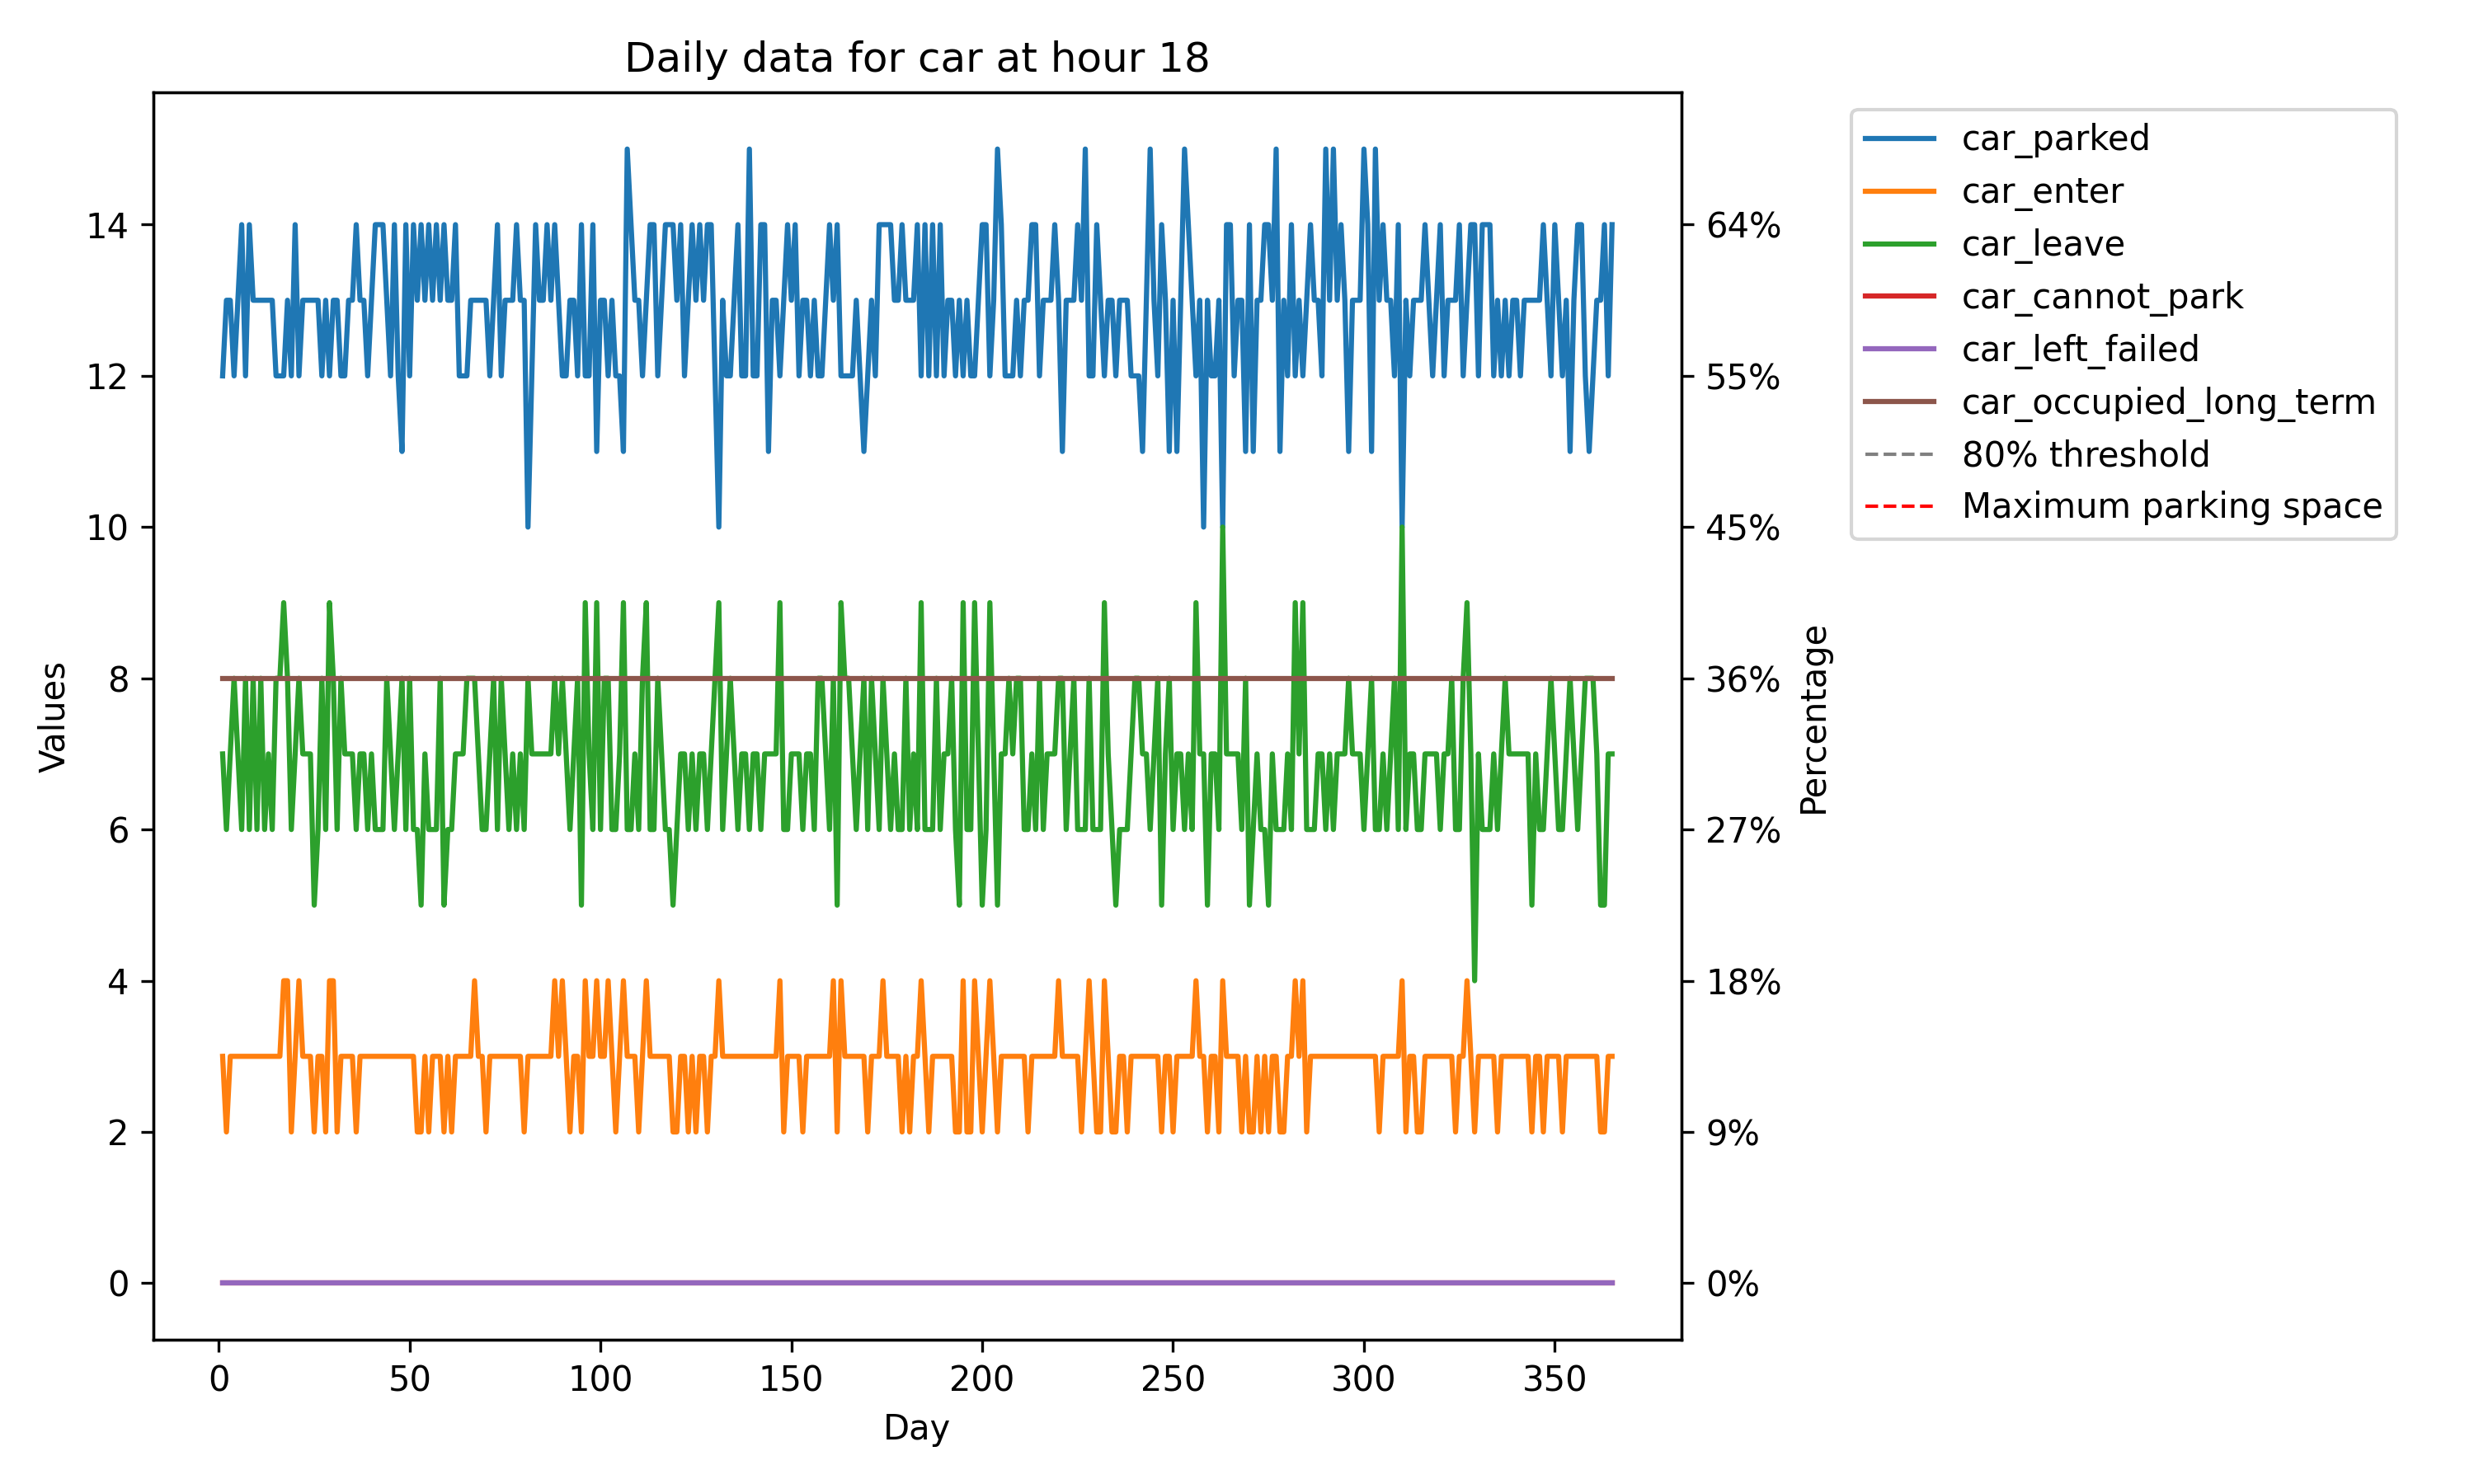 Daily data for car at hour 18
car_parked
car_enter
car_leave
car_cannot_park
car_left_failed
car_occupied_long_term
80% threshold
Maximum parking space
14
12
10
8
6
4
2
0
Values
64%
55%
45%
36%
27%
18%
9%
0%
Percentage
0 50 100 150 200 250 300 350
Day